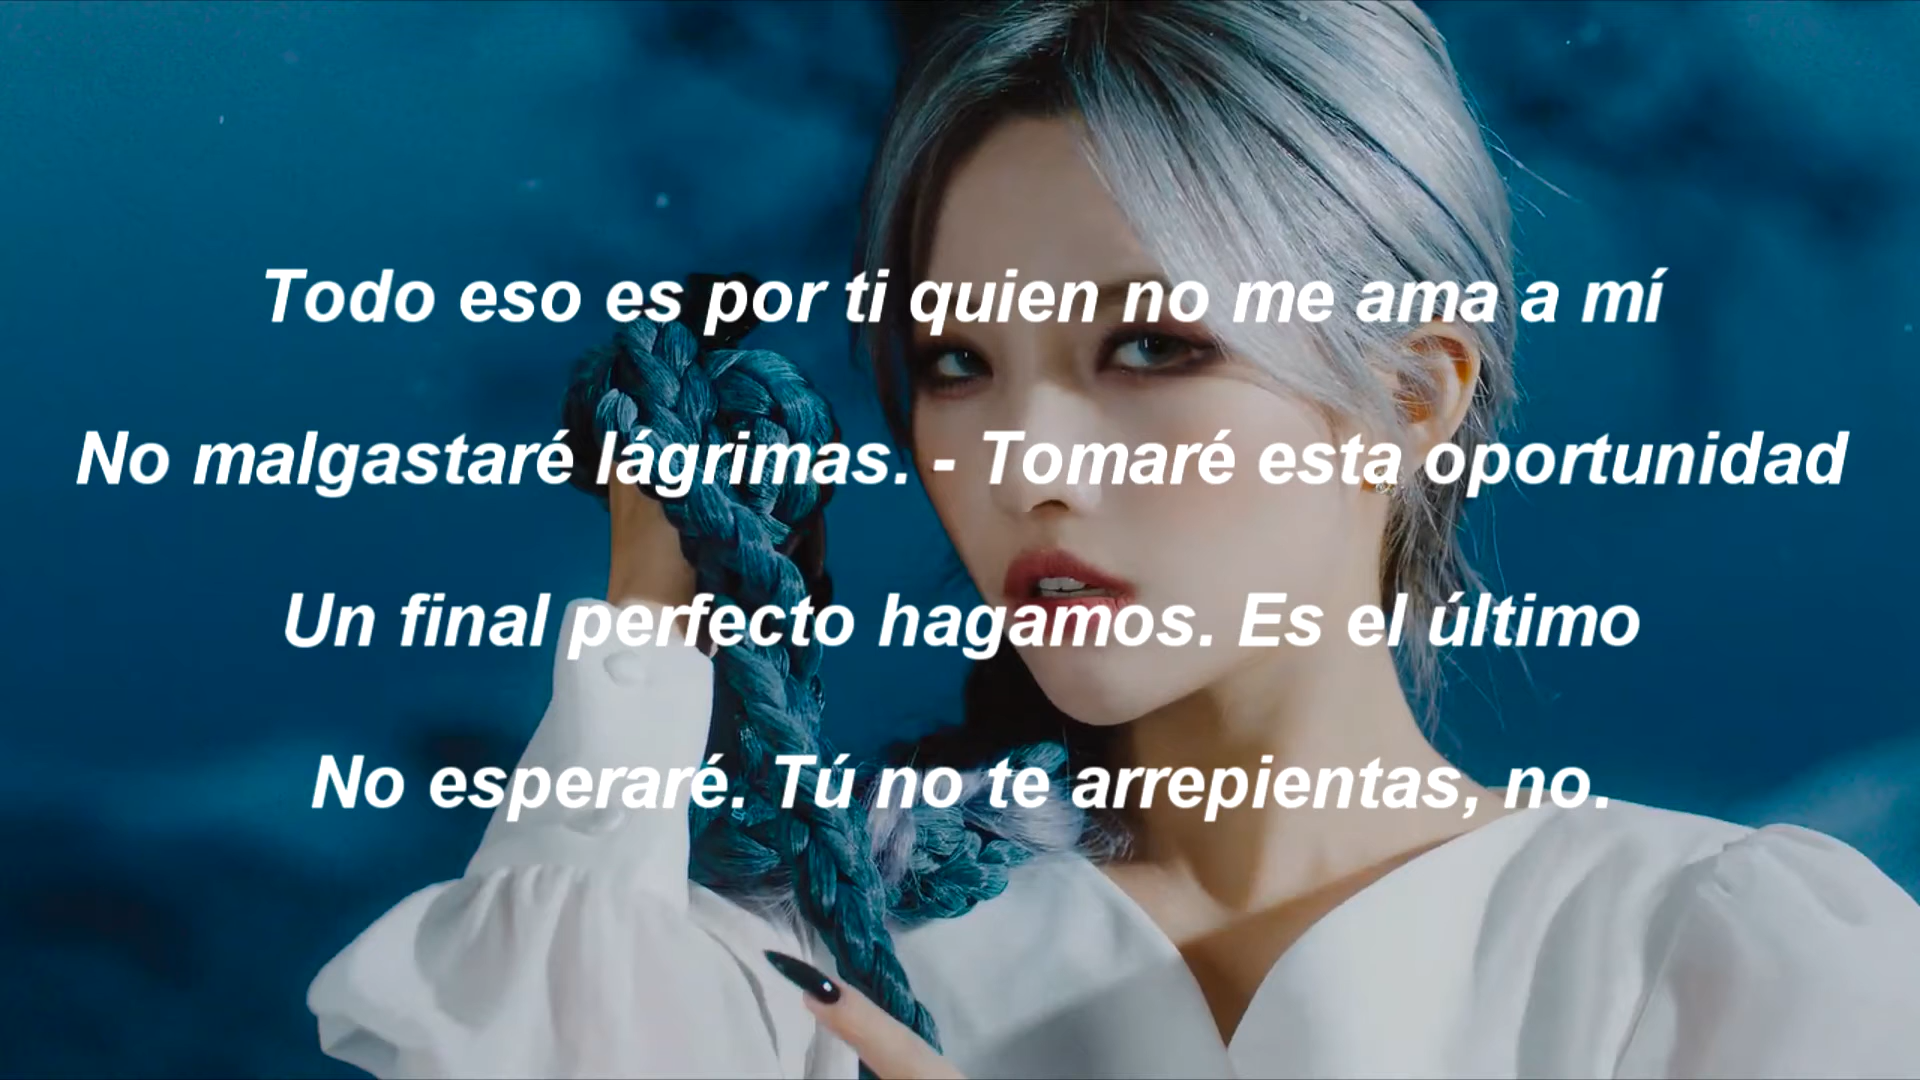 Todo eso es por ti quien no me ama a mí
No malgastaré lágrimas. - Tomaré esta oportunidad
Un final perfecto hagamos. Es el último
No esperaré. Tú no te arrepientas, no.